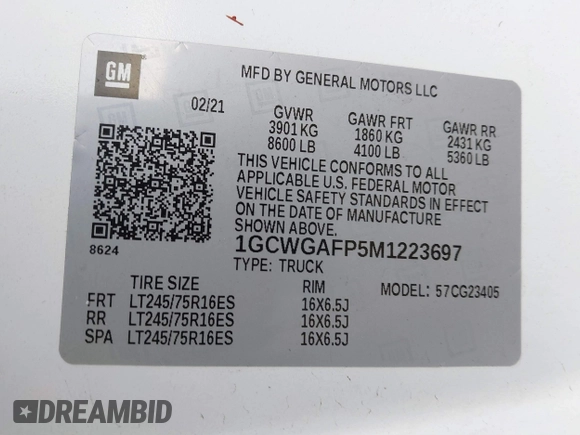 GM
MFD BY GENERAL MOTORS LLC
02/21
GVWR GAWR FRT GAWR RR
3901 KG 1860 KG 2431 KG
8600 LB 4100 LB 5360 LB
THIS VEHICLE CONFORMS TO ALL
APPLICABLE U.S. FEDERAL MOTOR
VEHICLE SAFETY STANDARDS IN EFFECT
ON THE DATE OF MANUFACTURE
SHOWN ABOVE.
8624
1GCWGAFP5M1223697
TYPE: TRUCK
TIRE SIZE RIM MODEL: 57CG23405
FRT LT245/75R16ES 16X6.5J
RR LT245/75R16ES 16X6.5J
SPA LT245/75R16ES 16X6.5J
DREAMBID